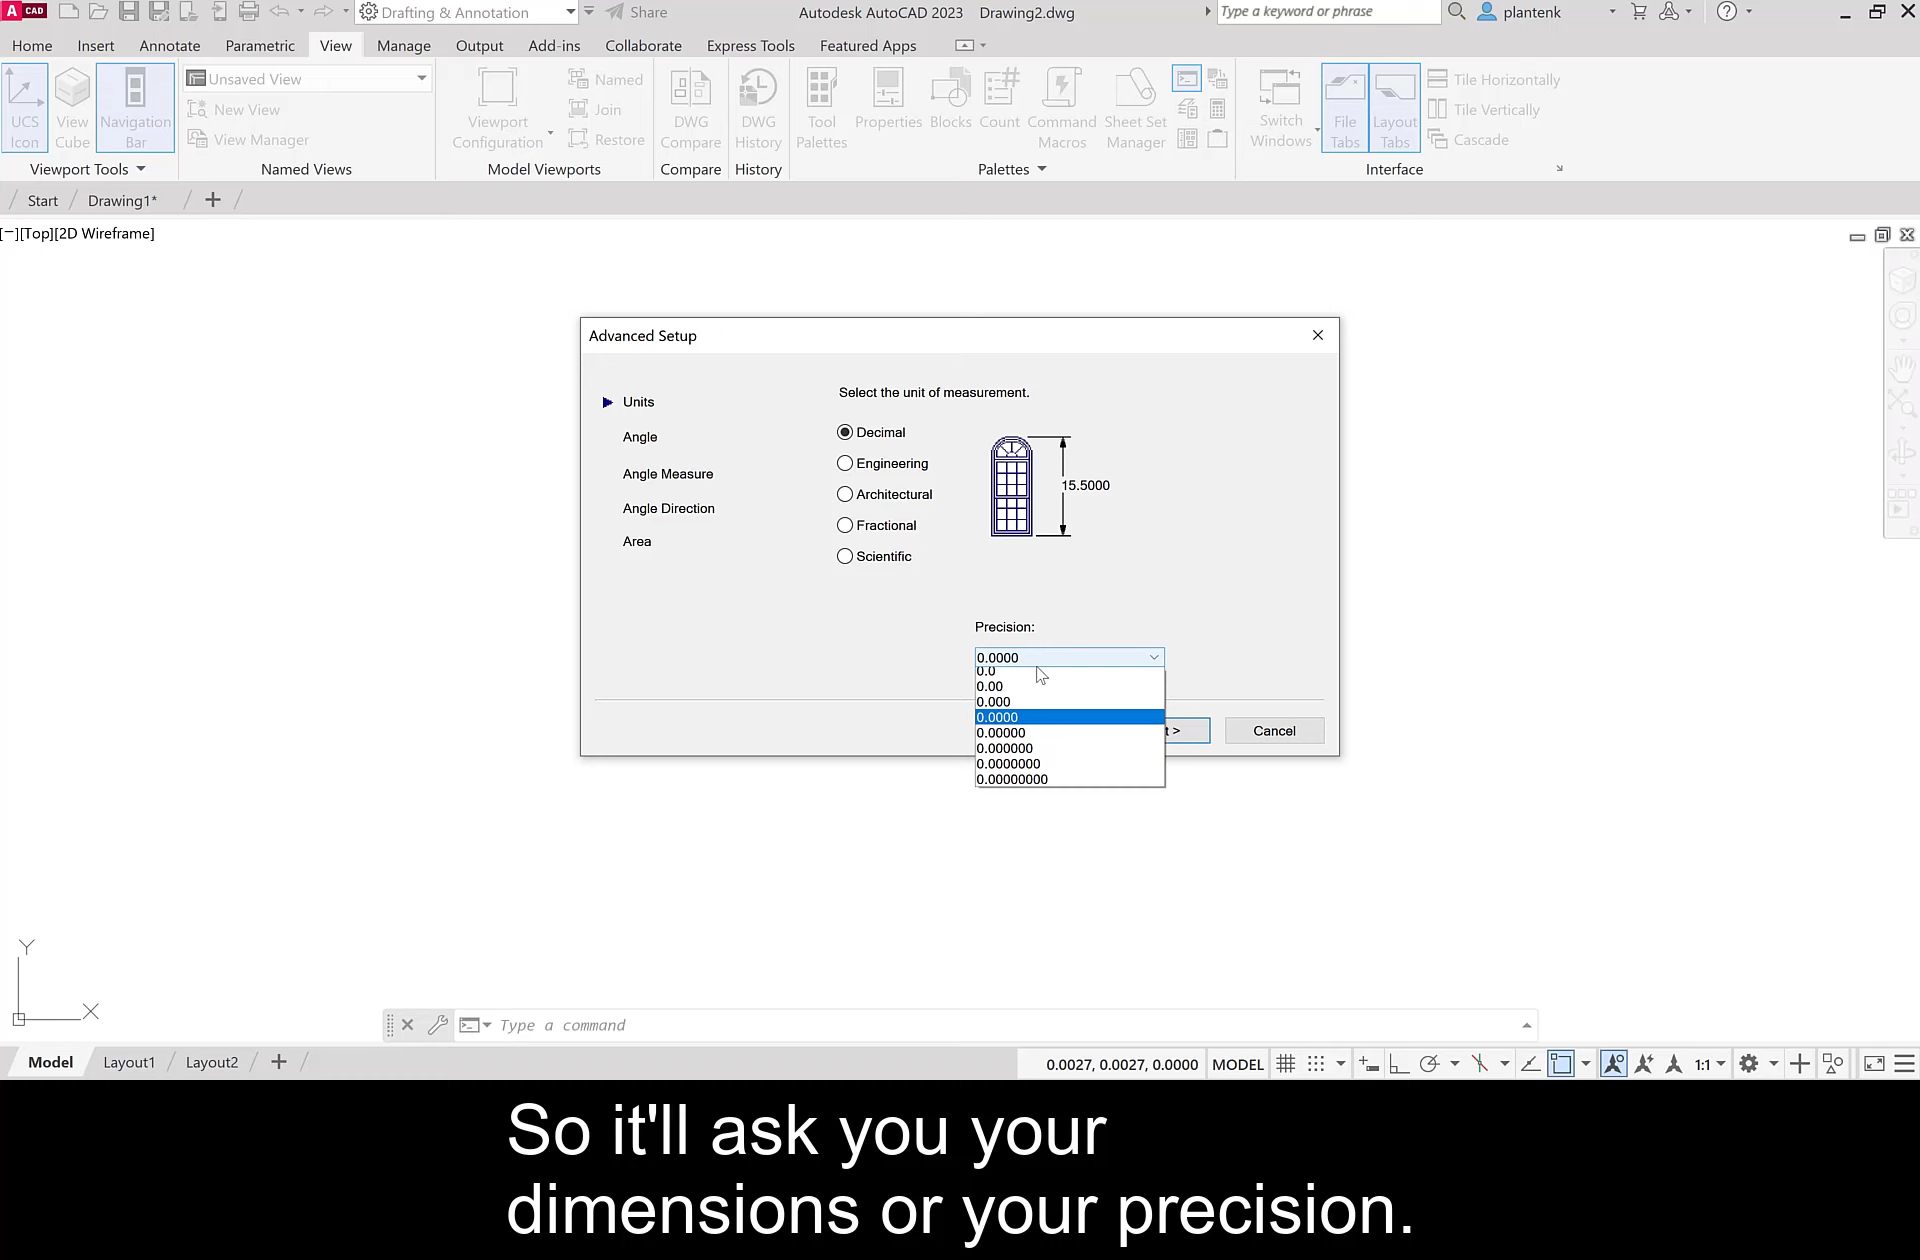 A CAD
Drafting & Annotation
Share
Autodesk AutoCAD 2023 Drawing2.dwg
Type a keyword or phrase
plantenk
Home Insert Annotate Parametric View Manage Output Add-ins Collaborate Express Tools Featured Apps
UCS Icon
View Cube
Navigation Bar
Viewport Tools
Unsaved View
New View
View Manager
Named Views
Viewport Configuration
Named
Join
Restore
Model Viewports
DWG Compare
Compare
DWG History
History
Tool Palettes
Properties
Blocks
Count
Command Macros
Sheet Set Manager
Palettes
Switch Windows
File Tabs
Layout Tabs
Tile Horizontally
Tile Vertically
Cascade
Interface
Start Drawing1* +
[−][Top][2D Wireframe]
Advanced Setup
Units
Angle
Angle Measure
Angle Direction
Area
Select the unit of measurement.
Decimal
Engineering
Architectural
Fractional
Scientific
15.5000
Precision:
0.0000
0.0
0.00
0.000
0.0000
0.00000
0.000000
0.0000000
0.00000000
t >
Cancel
Y
X
Type a command
Model Layout1 Layout2 +
0.0027, 0.0027, 0.0000 MODEL 1:1
So it'll ask you your
dimensions or your precision.